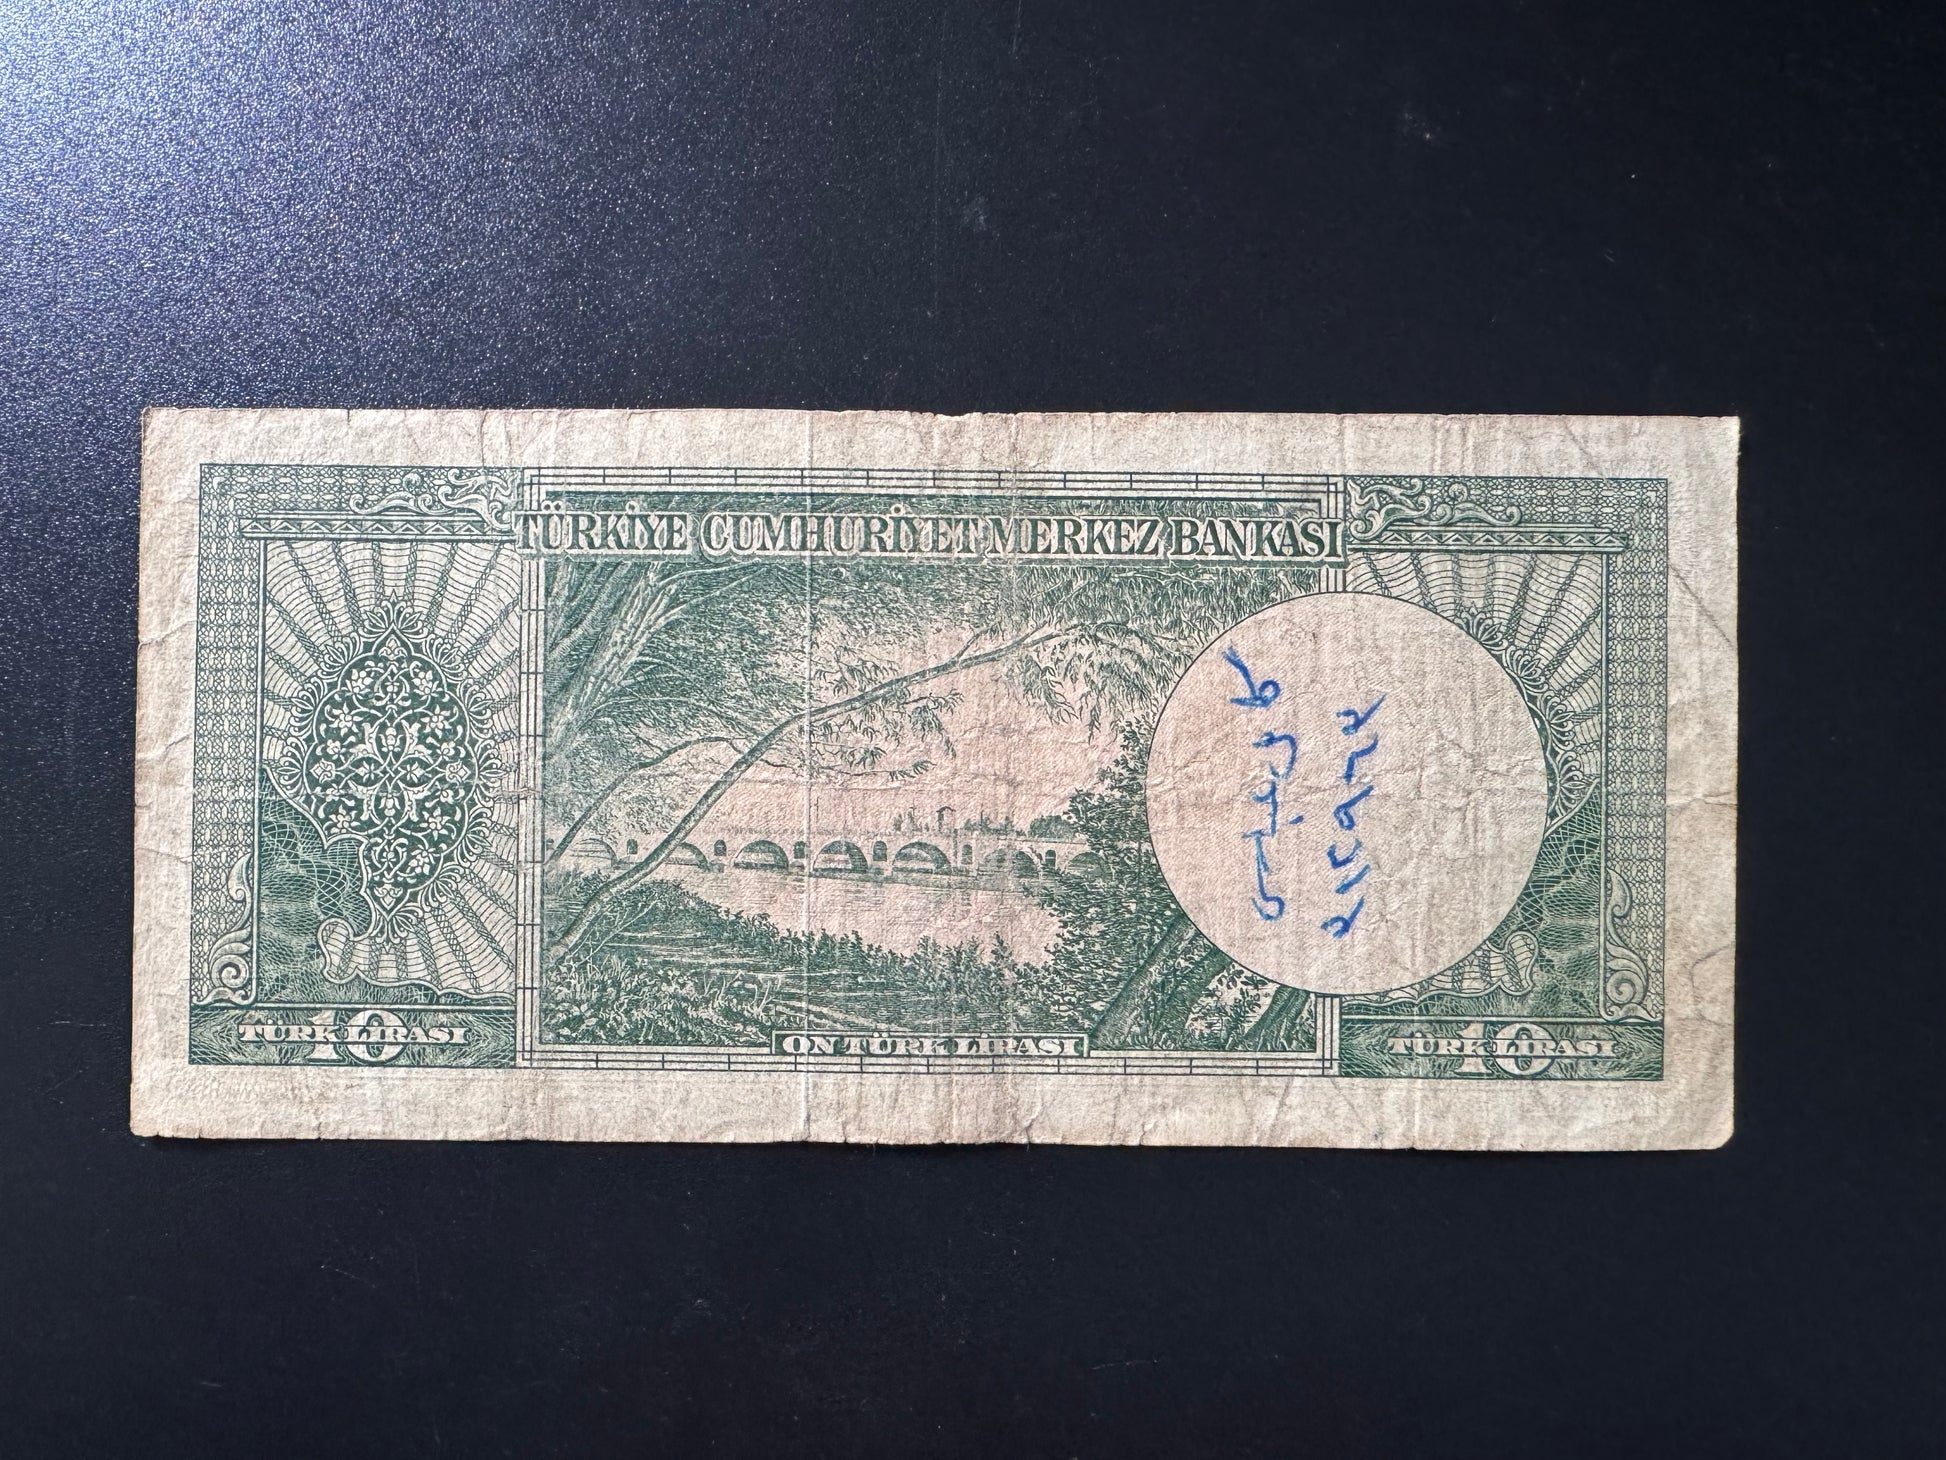 TÜRKİYE CUMHURİYET MERKEZ BANKASI
10
TÜRK LİRASI
ON TÜRK LİRASI
10
TÜRK LİRASI